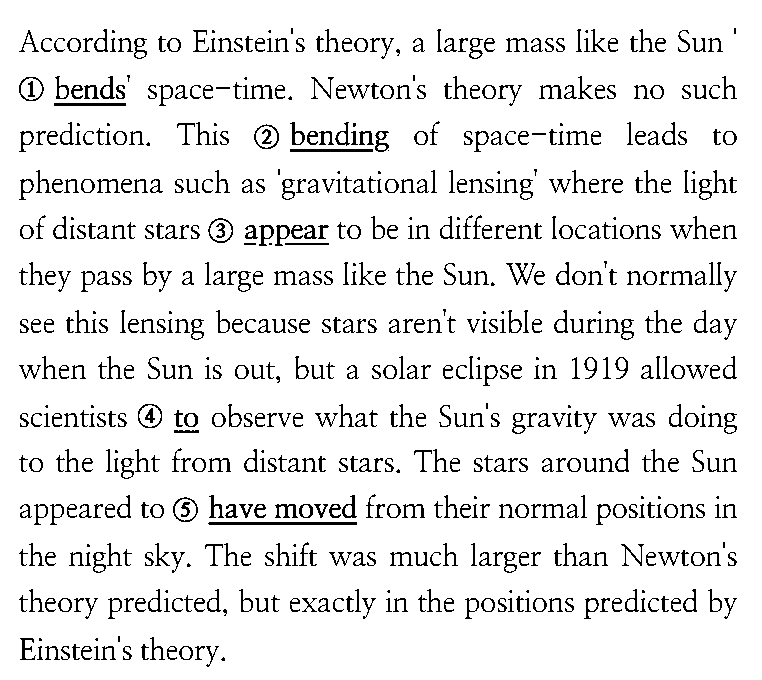 According to Einstein's theory, a large mass like the Sun '
① bends' space-time. Newton's theory makes no such
prediction. This ② bending of space-time leads to
phenomena such as 'gravitational lensing' where the light
of distant stars ③ appear to be in different locations when
they pass by a large mass like the Sun. We don't normally
see this lensing because stars aren't visible during the day
when the Sun is out, but a solar eclipse in 1919 allowed
scientists ④ to observe what the Sun's gravity was doing
to the light from distant stars. The stars around the Sun
appeared to ⑤ have moved from their normal positions in
the night sky. The shift was much larger than Newton's
theory predicted, but exactly in the positions predicted by
Einstein's theory.